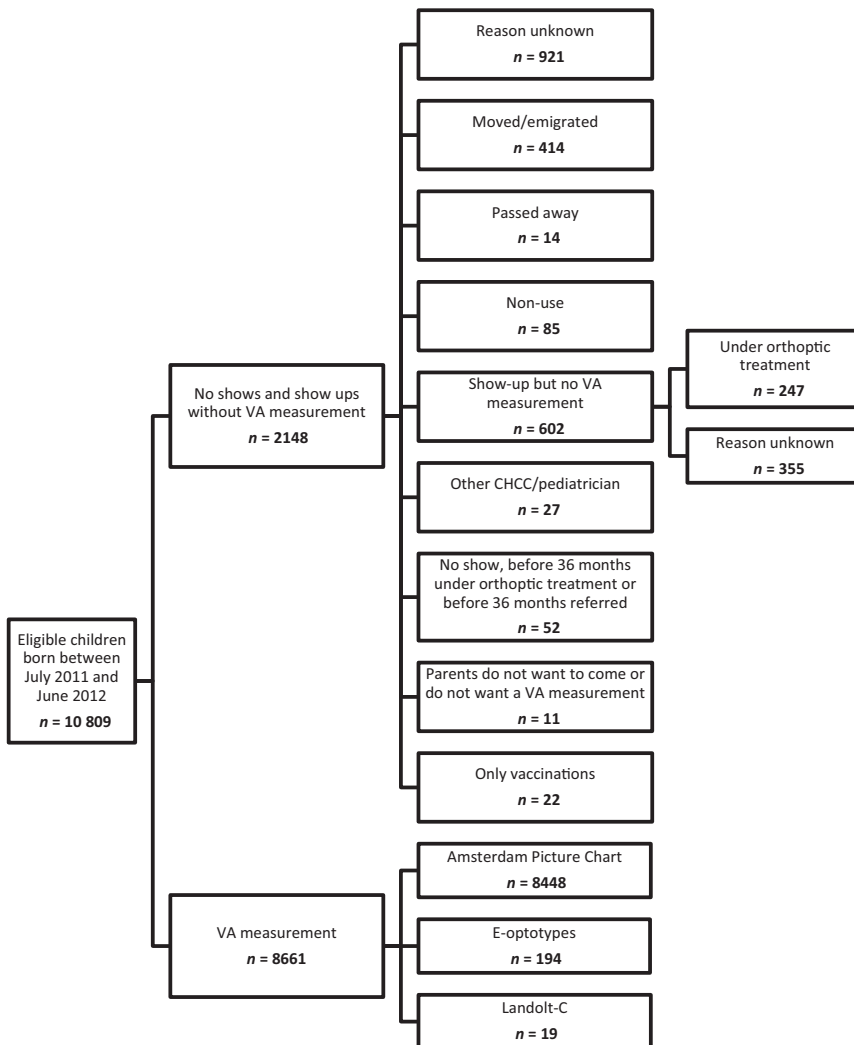 Reason unknown
n = 921
Moved/emigrated
n = 414
Passed away
n = 14
Non-use
n = 85
Under orthoptic
treatment
n = 247
No shows and show ups
without VA measurement
n = 2148
Show-up but no VA
measurement
n = 602
Reason unknown
n = 355
Other CHCC/pediatrician
n = 27
No show, before 36 months
under orthoptic treatment or
before 36 months referred
n = 52
Eligible children
born between
July 2011 and
June 2012
n = 10 809
Parents do not want to come or
do not want a VA measurement
n = 11
Only vaccinations
n = 22
Amsterdam Picture Chart
n = 8448
VA measurement
n = 8661
E-optotypes
n = 194
Landolt-C
n = 19